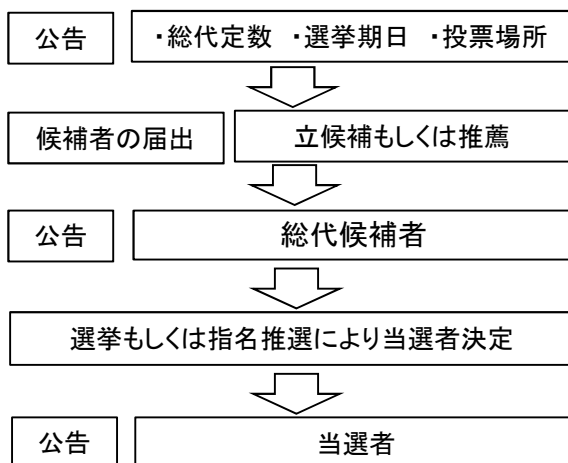 公告
・総代定数 ・選挙期日 ・投票場所
候補者の届出
立候補もしくは推薦
公告
総代候補者
選挙もしくは指名推選により当選者決定
公告
当選者